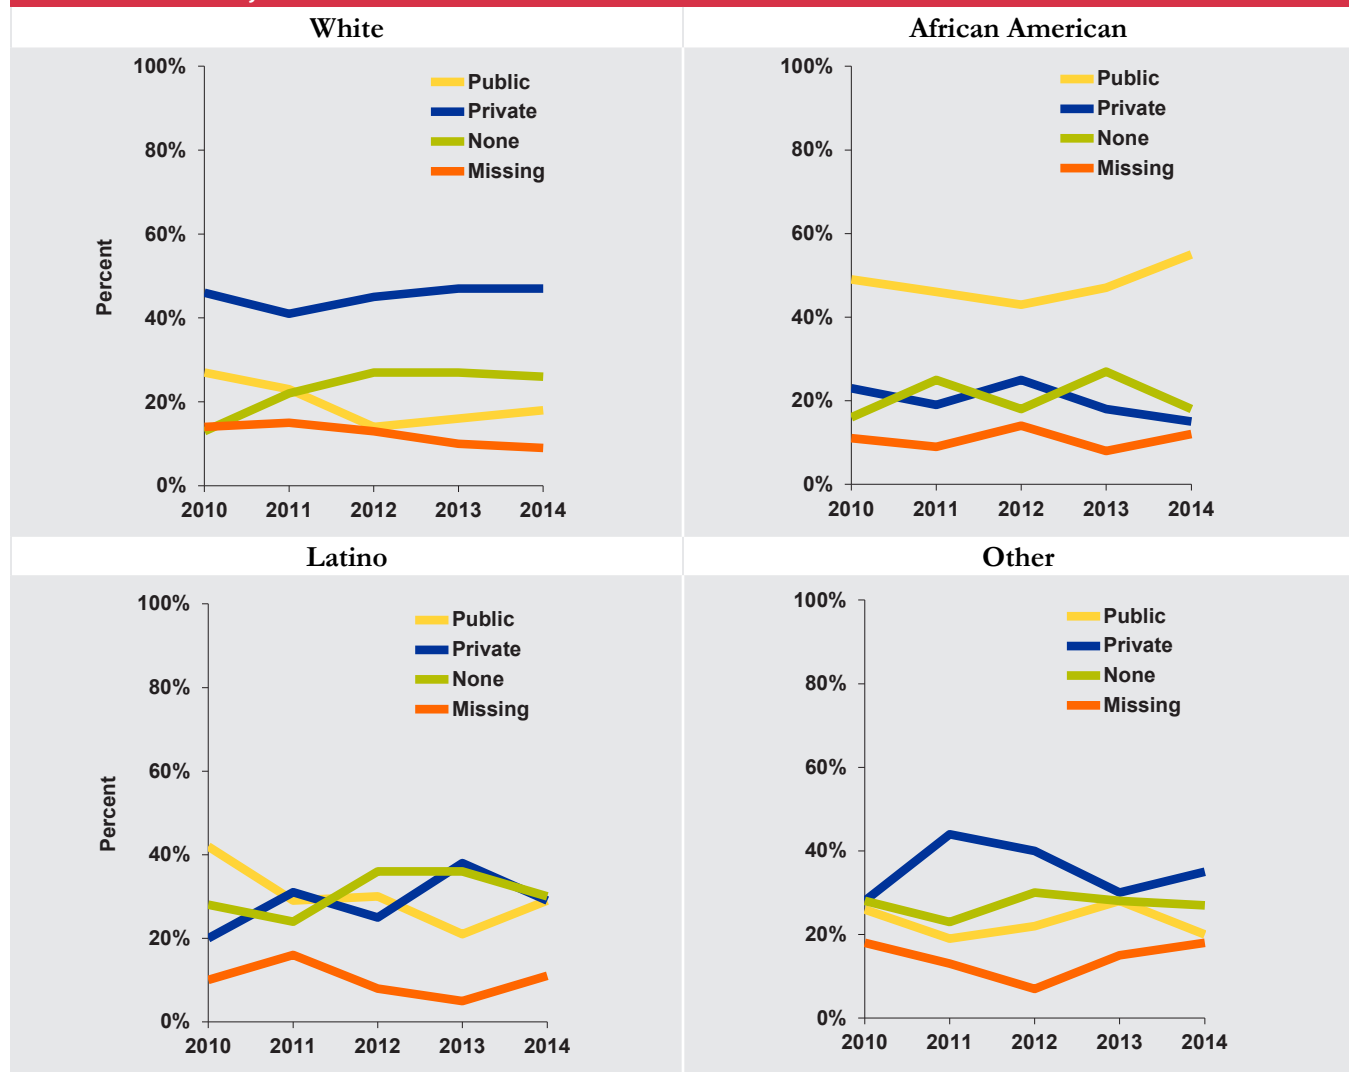 White
African American
100%
80%
60%
40%
20%
0%
Percent
Public
Private
None
Missing
2010 2011 2012 2013 2014
100%
80%
60%
40%
20%
0%
Public
Private
None
Missing
2010 2011 2012 2013 2014
Latino
Other
100%
80%
60%
40%
20%
0%
Percent
Public
Private
None
Missing
2010 2011 2012 2013 2014
100%
80%
60%
40%
20%
0%
Public
Private
None
Missing
2010 2011 2012 2013 2014